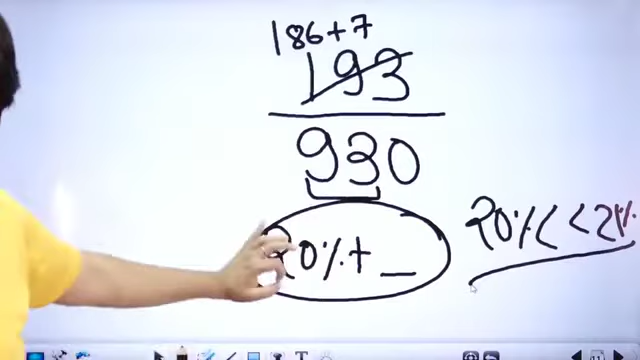 186+7
193
930
20%+ _
20% < < 21%